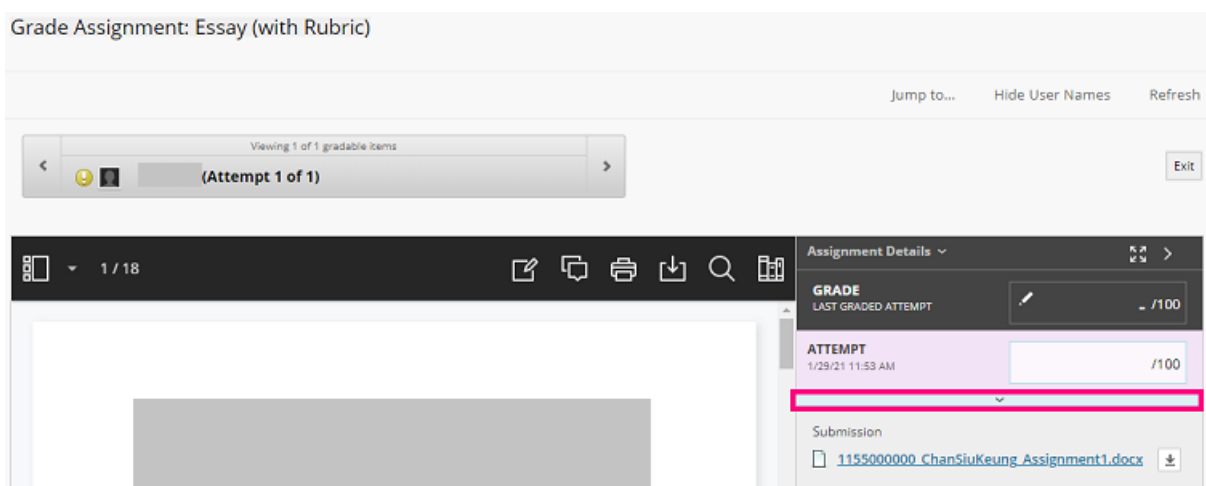 Grade Assignment: Essay (with Rubric)
Jump to... Hide User Names Refresh
Viewing 1 of 1 gradable items
(Attempt 1 of 1)
Exit
1 / 18
Assignment Details
GRADE
LAST GRADED ATTEMPT
- /100
ATTEMPT
1/29/21 11:53 AM
/100
Submission
1155000000_ChanSiuKeung_Assignment1.docx